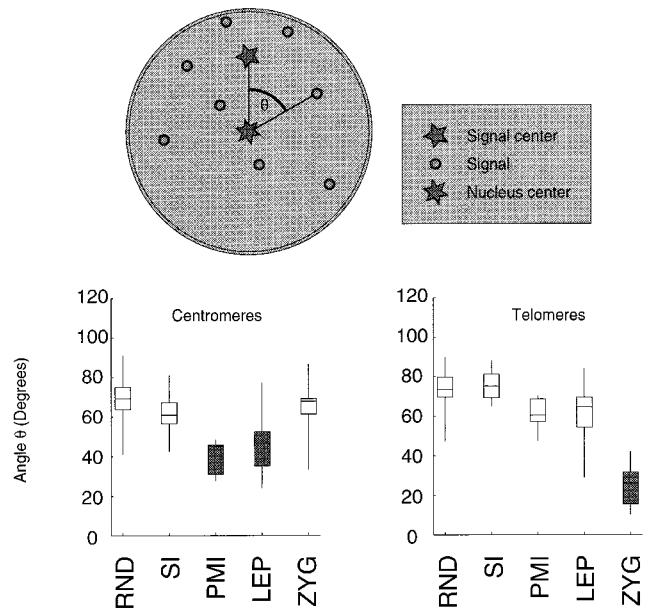 θ
Signal center
Signal
Nucleus center
Angle θ (Degrees)
Centromeres
120
100
80
60
40
20
0
RND
SI
PMI
LEP
ZYG
Telomeres
120
100
80
60
40
20
0
RND
SI
PMI
LEP
ZYG